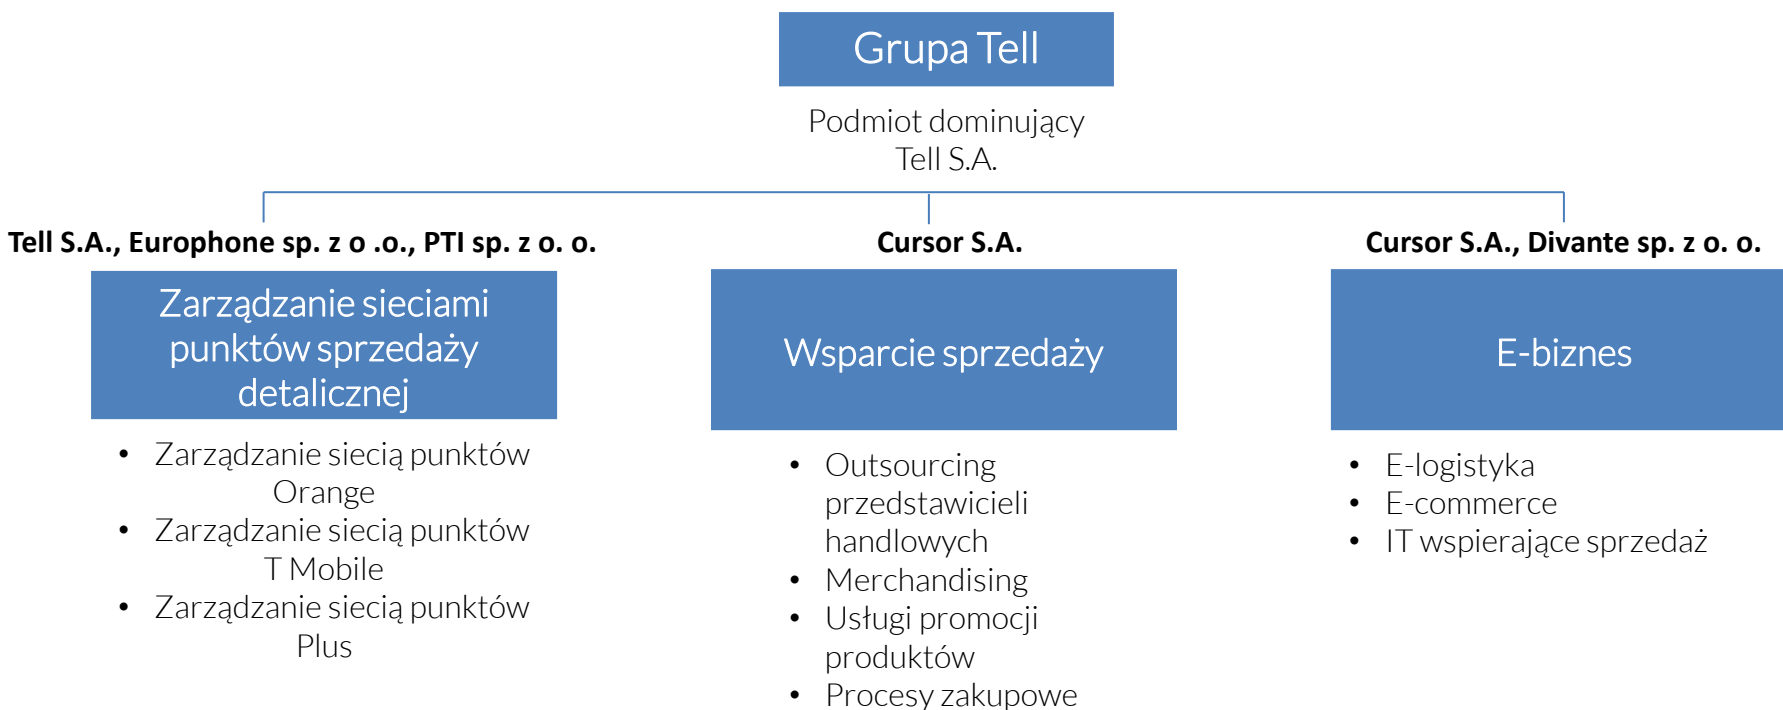 Grupa Tell
Podmiot dominujący
Tell S.A.
Tell S.A., Europhone sp. z o .o., PTI sp. z o. o.
Zarządzanie sieciami
punktów sprzedaży
detalicznej
• Zarządzanie siecią punktów
Orange
• Zarządzanie siecią punktów
T Mobile
• Zarządzanie siecią punktów
Plus
Cursor S.A.
Wsparcie sprzedaży
• Outsourcing
przedstawicieli
handlowych
• Merchandising
• Usługi promocji
produktów
• Procesy zakupowe
Cursor S.A., Divante sp. z o. o.
E-biznes
• E-logistyka
• E-commerce
• IT wspierające sprzedaż